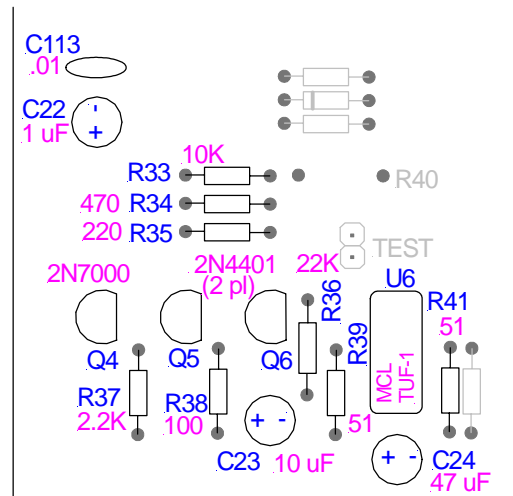 C113
.01
C22
-
+
1 uF
10K
R33
R40
470 R34
220 R35
TEST
2N7000
2N4401
(2 pl)
22K
U6
R36
R41
.51
R39
MCL
TUF-1
Q4
Q5
Q6
R37
2.2K
R38
100
+ -
51
C23
10 uF
+ -
C24
47 uF